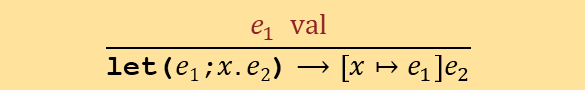 e₁ val
let(e₁;x.e₂) ⟶ [x ↦ e₁]e₂